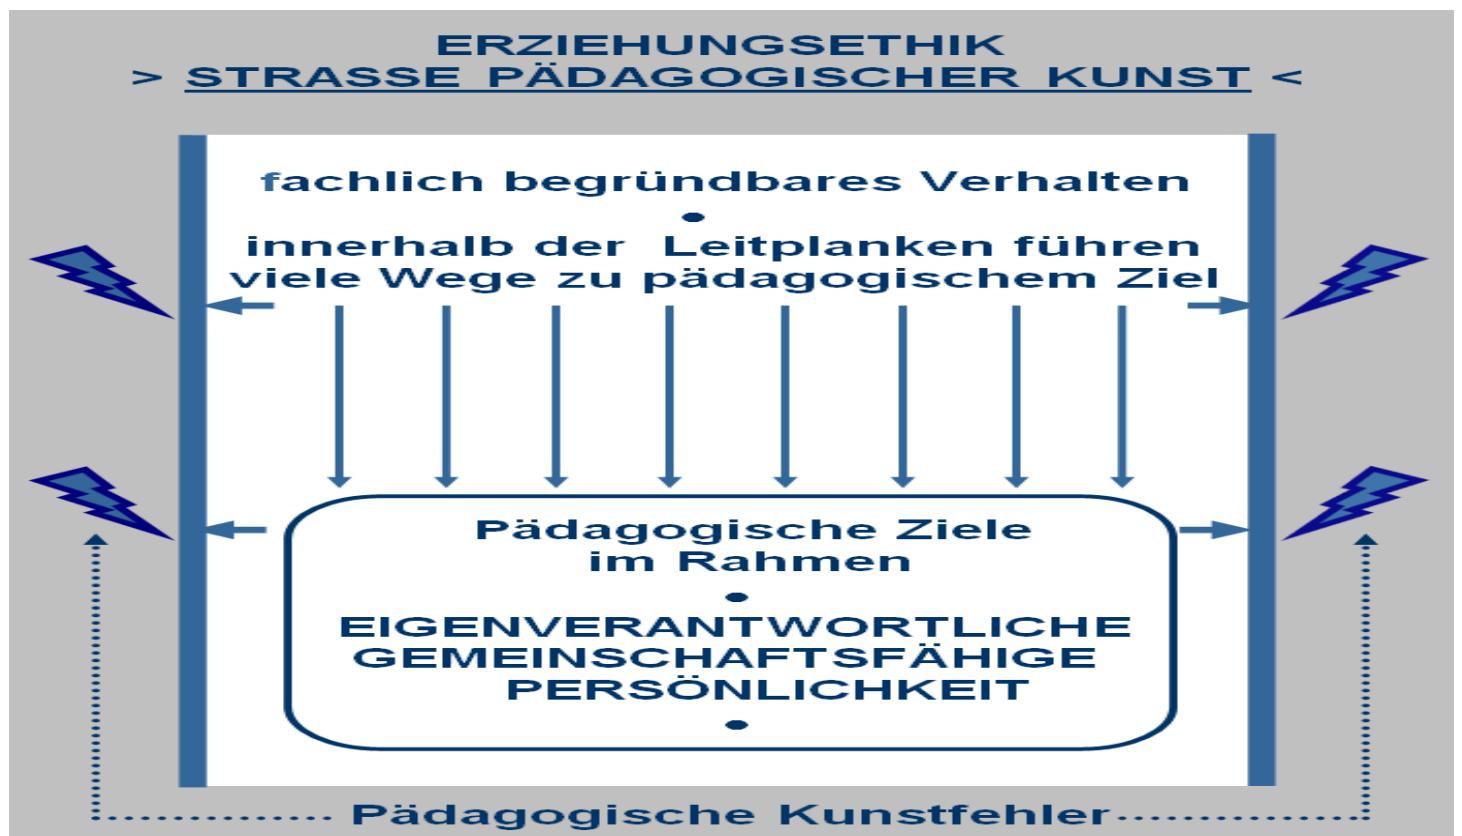 ERZIEHUNGSETHIK
> STRASSE PÄDAGOGISCHER KUNST <
fachlich begründbares Verhalten
•
innerhalb der Leitplanken führen
viele Wege zu pädagogischem Ziel
Pädagogische Ziele
im Rahmen
•
EIGENVERANTWORTLICHE
GEMEINSCHAFTSFÄHIGE
PERSÖNLICHKEIT
•
Pädagogische Kunstfehler